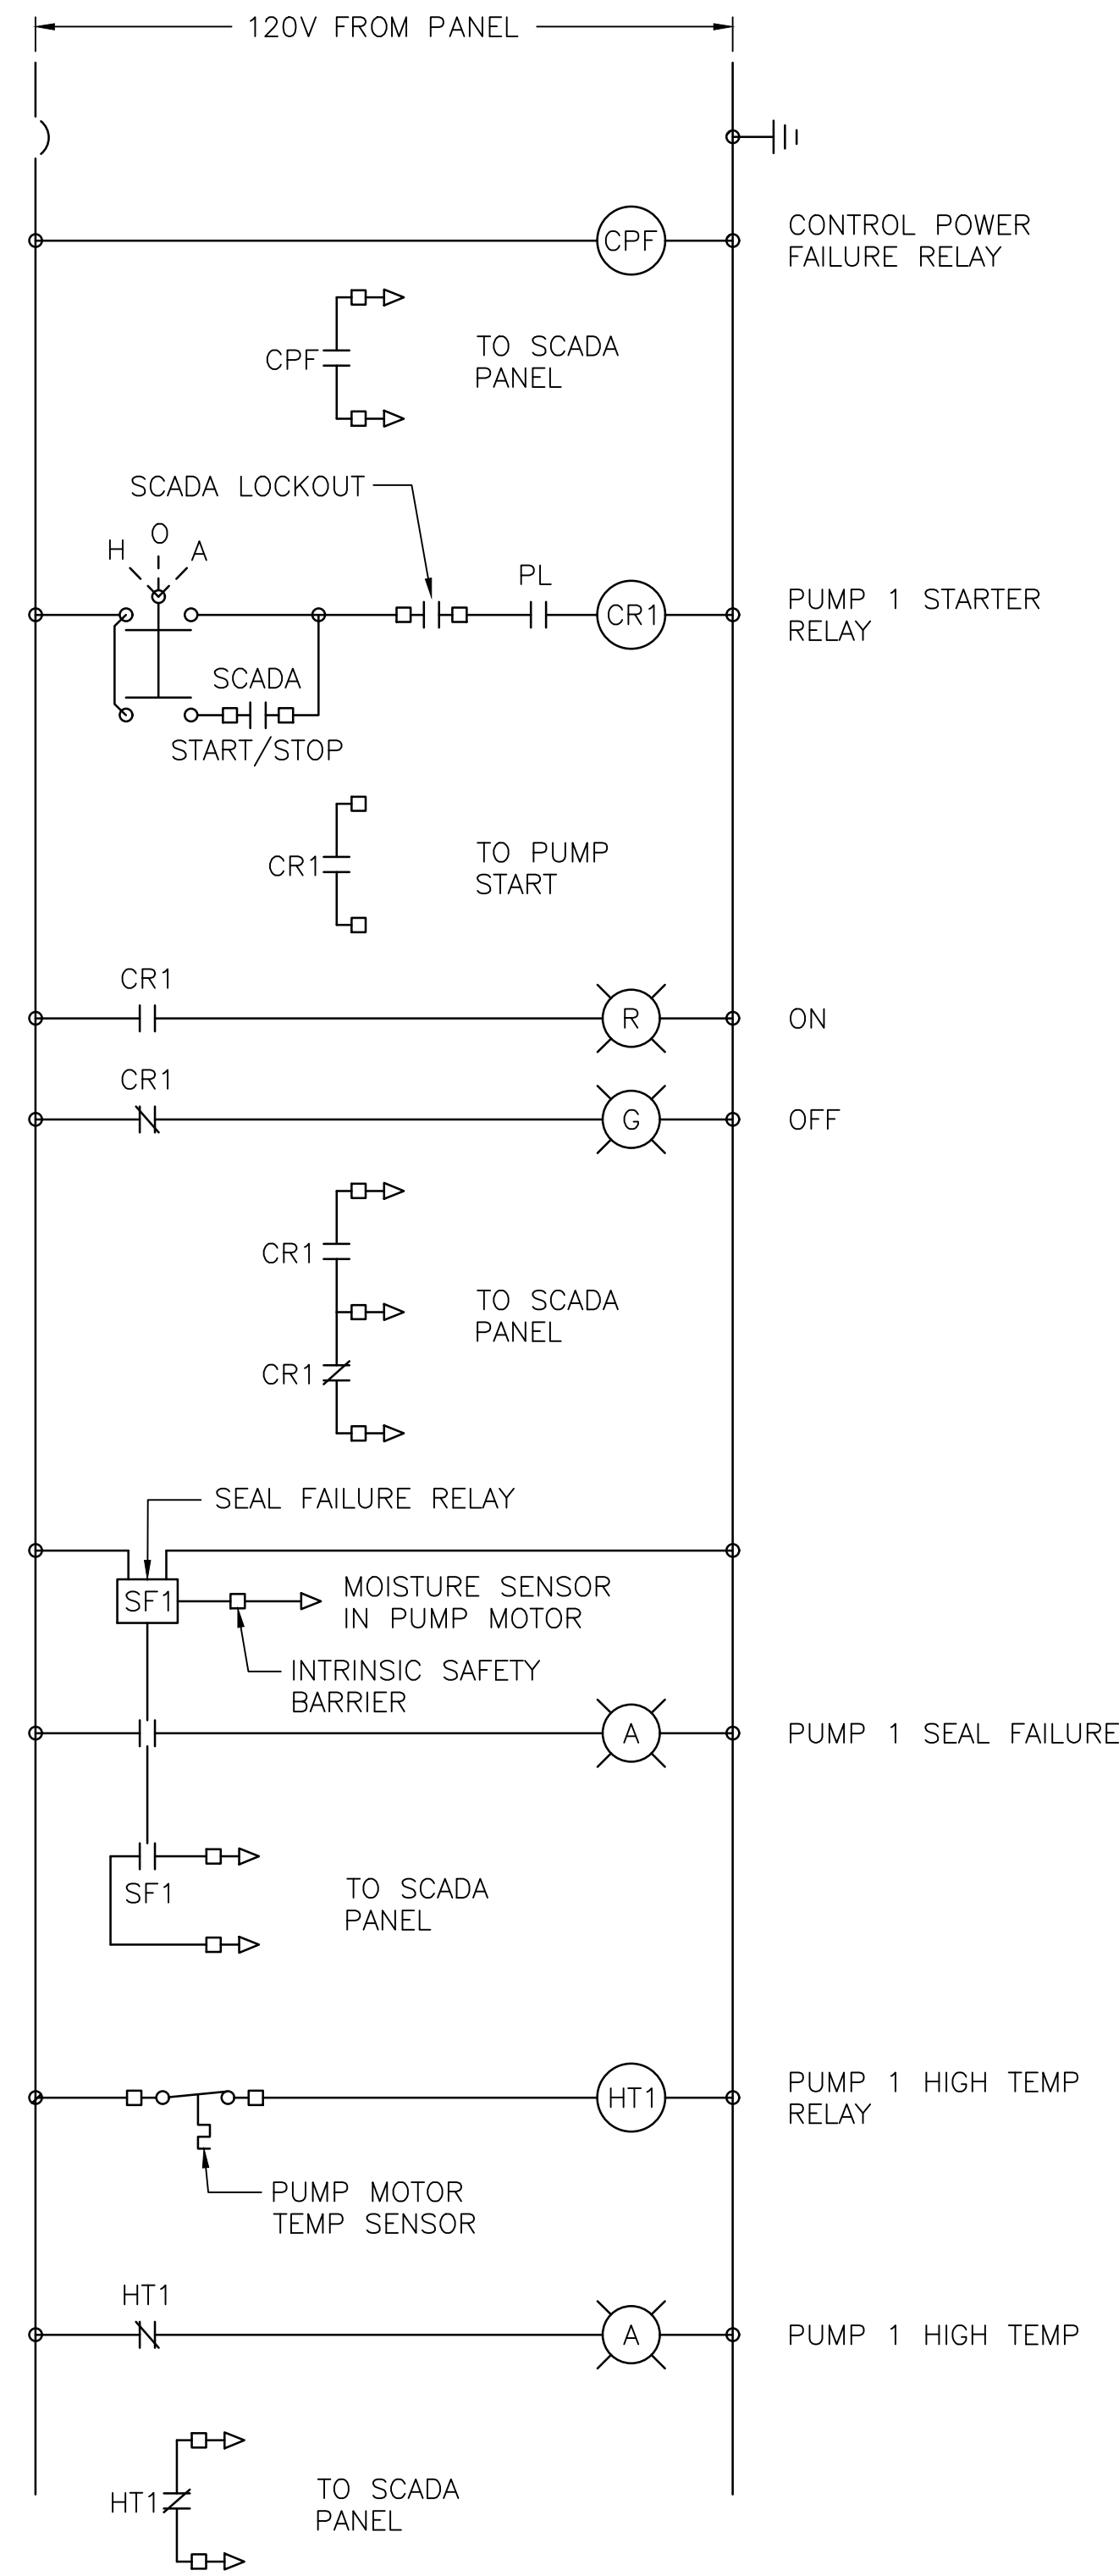 120V FROM PANEL
CPF
CONTROL POWER
FAILURE RELAY
CPF
TO SCADA
PANEL
SCADA LOCKOUT
H O A
PL
CR1
PUMP 1 STARTER
RELAY
SCADA
START/STOP
CR1
TO PUMP
START
CR1
R
ON
CR1
G
OFF
CR1
TO SCADA
PANEL
CR1
SEAL FAILURE RELAY
SF1
MOISTURE SENSOR
IN PUMP MOTOR
INTRINSIC SAFETY
BARRIER
A
PUMP 1 SEAL FAILURE
SF1
TO SCADA
PANEL
HT1
PUMP 1 HIGH TEMP
RELAY
PUMP MOTOR
TEMP SENSOR
HT1
A
PUMP 1 HIGH TEMP
HT1
TO SCADA
PANEL